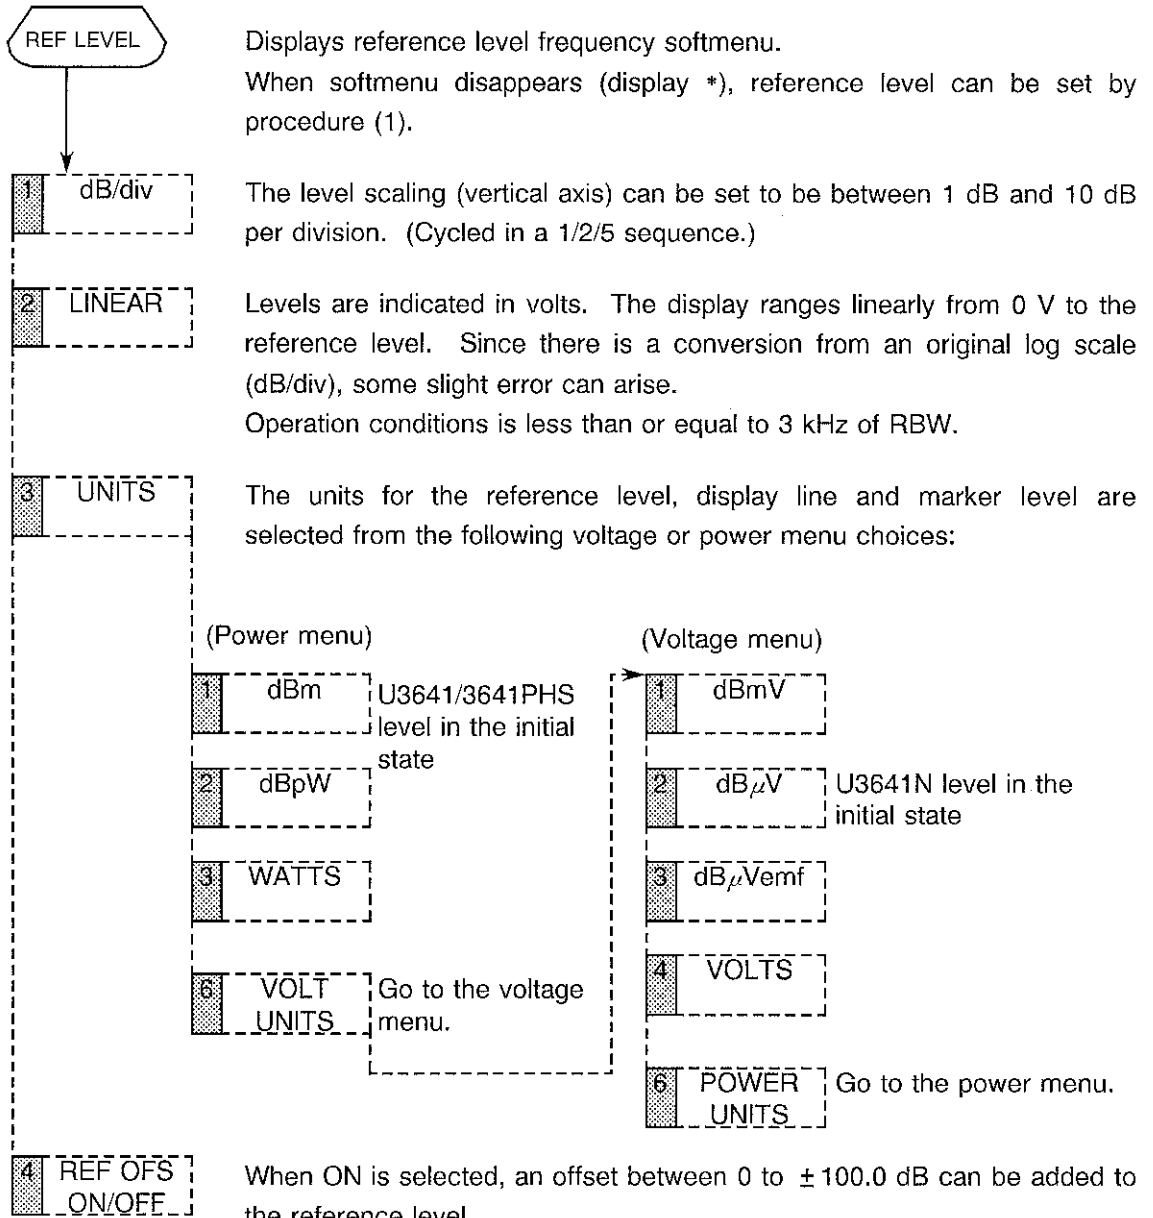 REF LEVEL
Displays reference level frequency softmenu.
When softmenu disappears (display *), reference level can be set by
procedure (1).
1 dB/div
The level scaling (vertical axis) can be set to be between 1 dB and 10 dB
per division. (Cycled in a 1/2/5 sequence.)
2 LINEAR
Levels are indicated in volts. The display ranges linearly from 0 V to the
reference level. Since there is a conversion from an original log scale
(dB/div), some slight error can arise.
Operation conditions is less than or equal to 3 kHz of RBW.
3 UNITS
The units for the reference level, display line and marker level are
selected from the following voltage or power menu choices:
(Power menu)
1 dBm
U3641/3641PHS
level in the initial
state
2 dBpW
3 WATTS
6 VOLT
UNITS
Go to the voltage
menu.
(Voltage menu)
1 dBmV
2 dBμV
U3641N level in the
initial state
3 dBμVemf
4 VOLTS
6 POWER
UNITS
Go to the power menu.
4 REF OFS
ON/OFF
When ON is selected, an offset between 0 to ±100.0 dB can be added to
the reference level